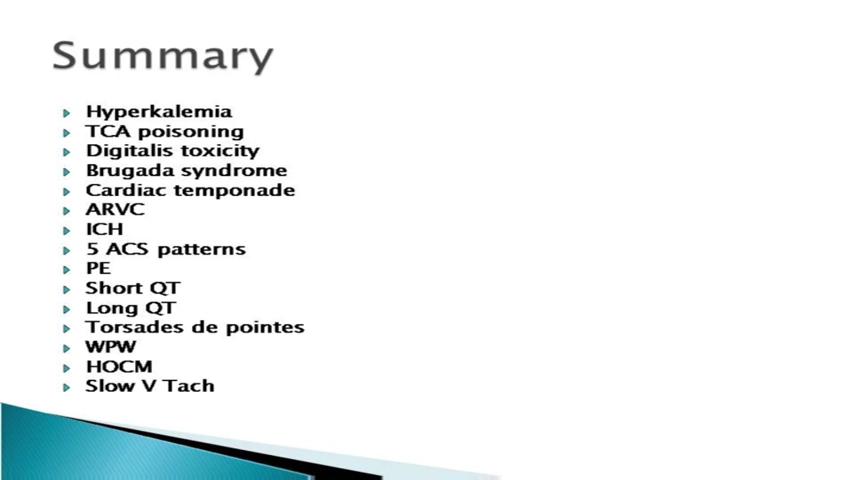 Summary
Hyperkalemia
TCA poisoning
Digitalis toxicity
Brugada syndrome
Cardiac temponade
ARVC
ICH
5 ACS patterns
PE
Short QT
Long QT
Torsades de pointes
WPW
HOCM
Slow V Tach